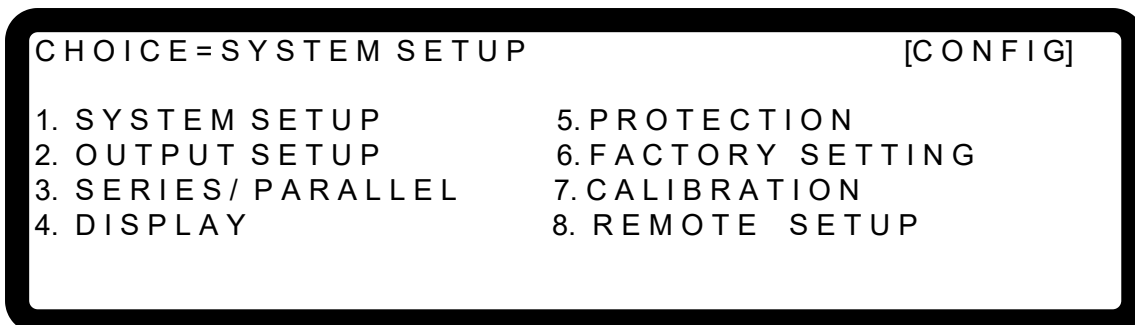 CHOICE=SYSTEM SETUP [CONFIG]
1. SYSTEM SETUP 5. PROTECTION
2. OUTPUT SETUP 6. FACTORY SETTING
3. SERIES/ PARALLEL 7. CALIBRATION
4. DISPLAY 8. REMOTE SETUP